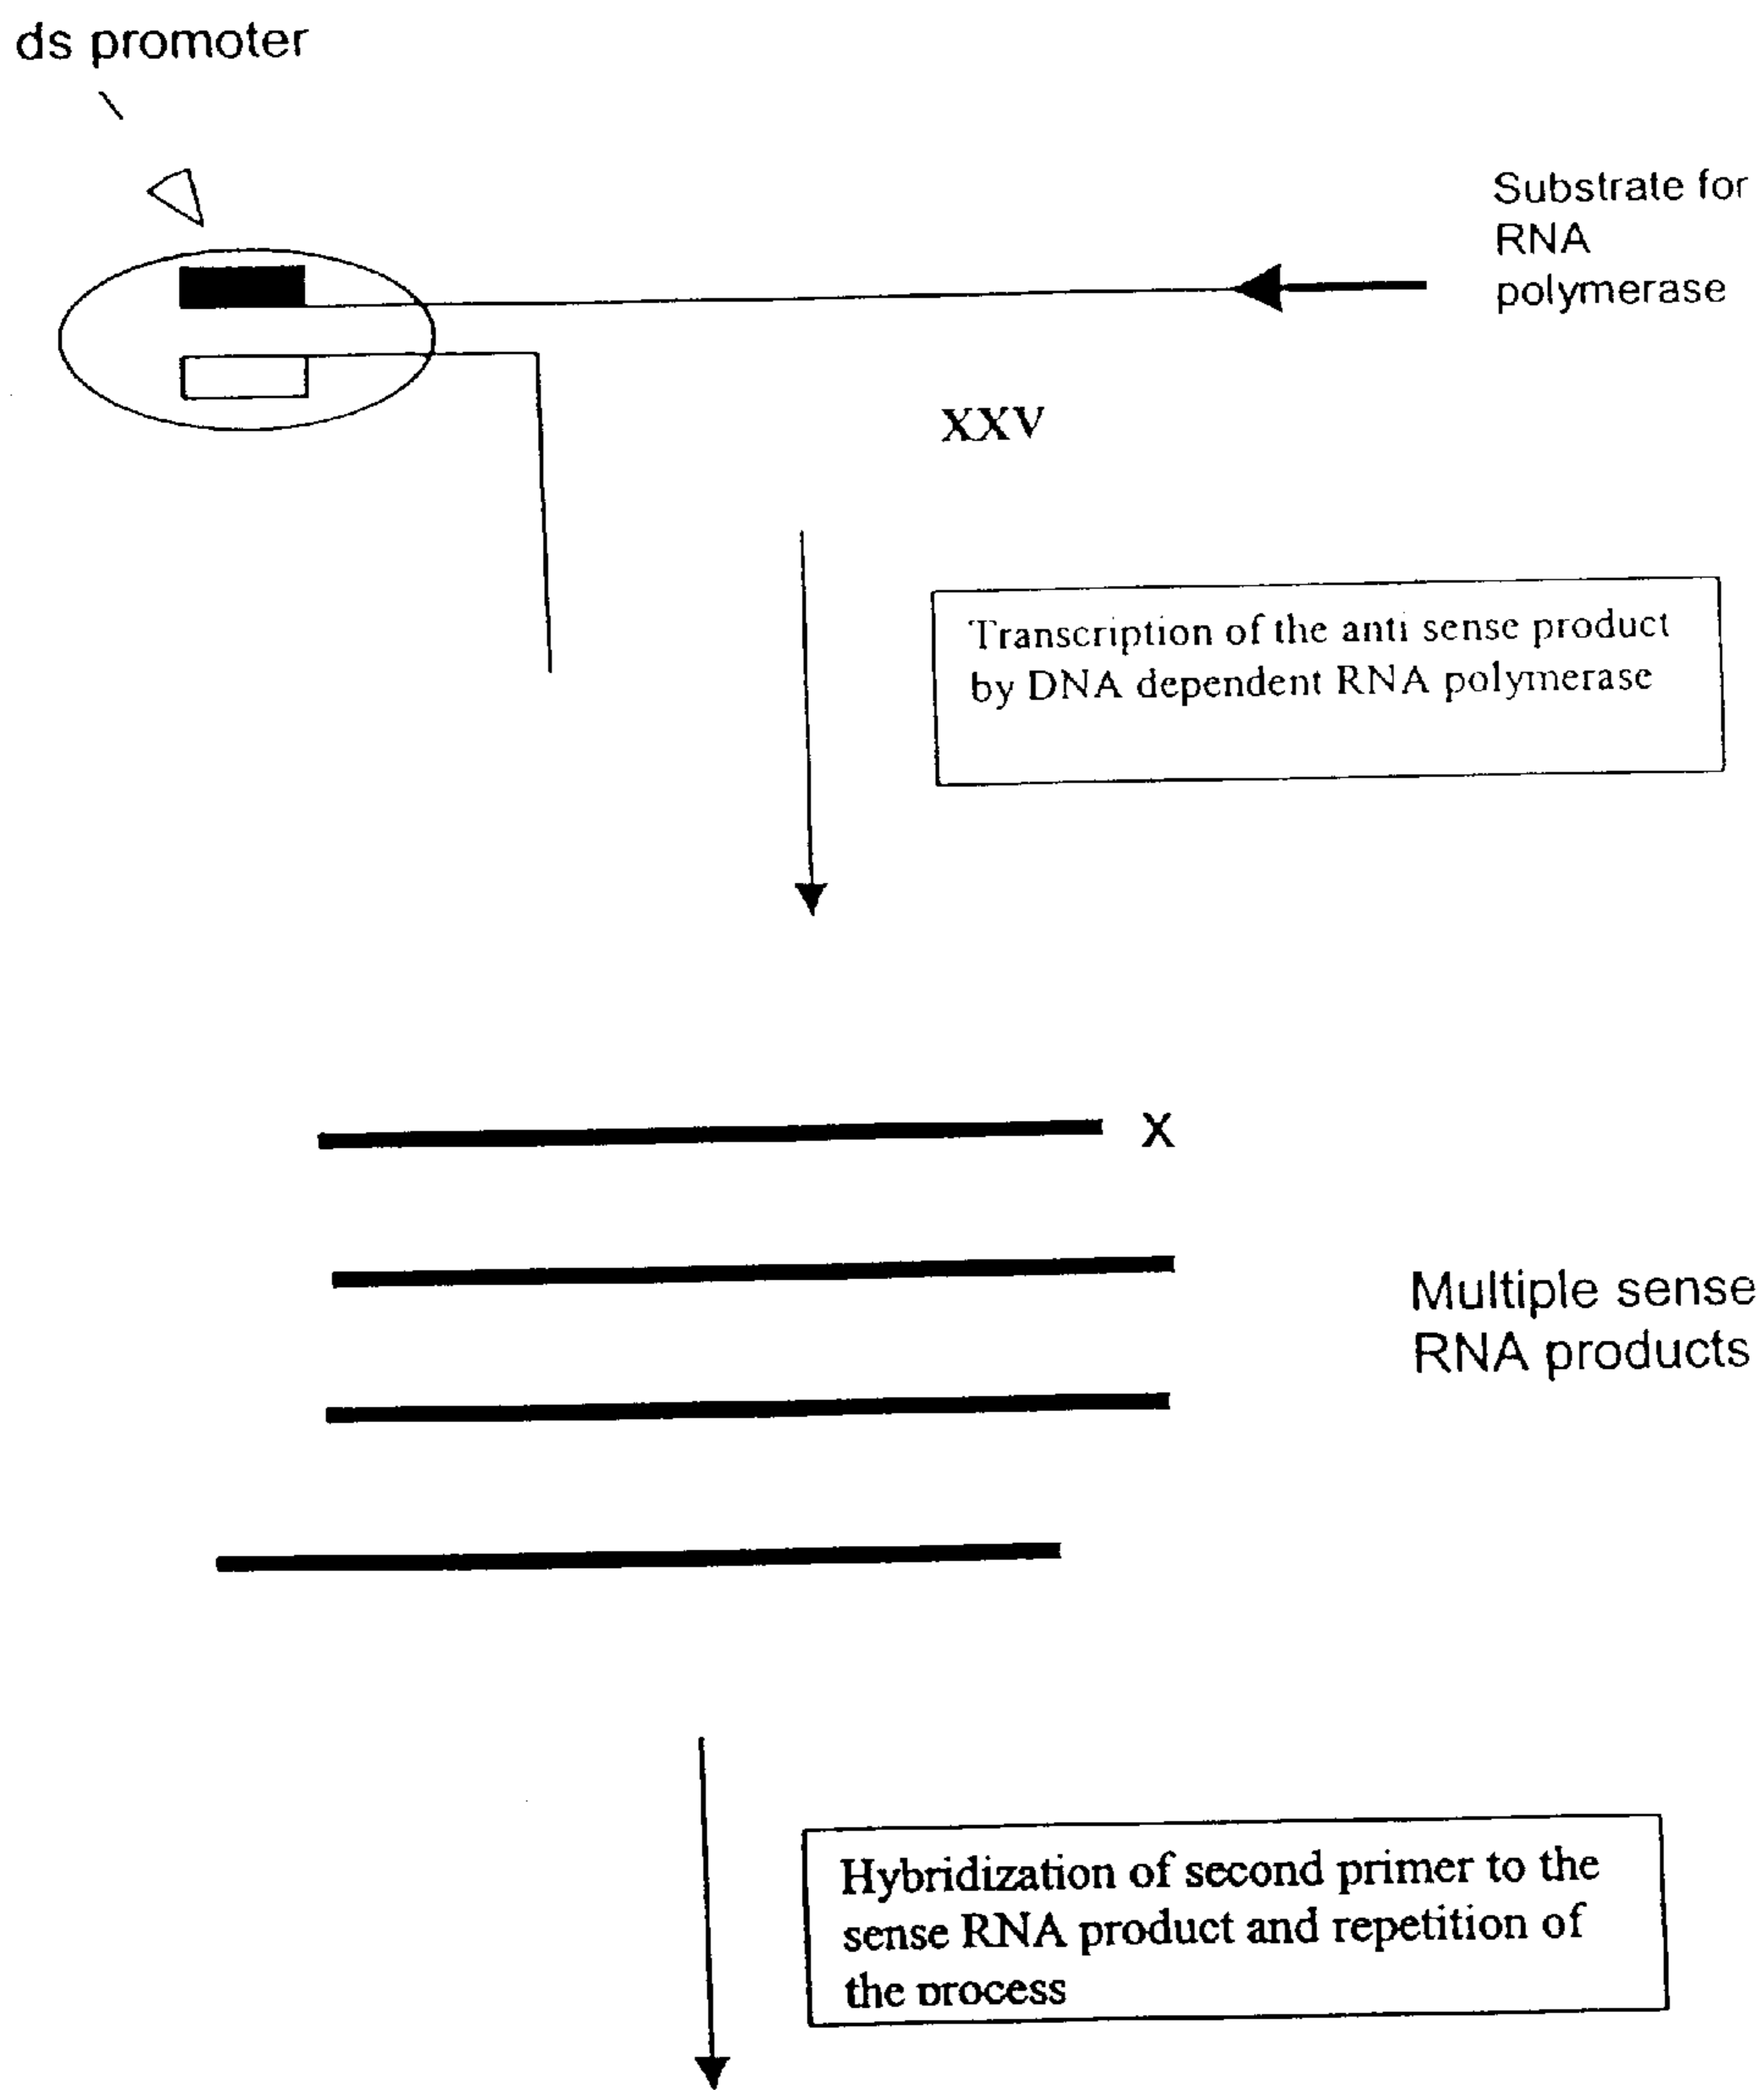 ds promoter
Substrate for
RNA
polymerase
XXV
Transcription of the anti sense product
by DNA dependent RNA polymerase
X
Multiple sense
RNA products
Hybridization of second primer to the
sense RNA product and repetition of
the process